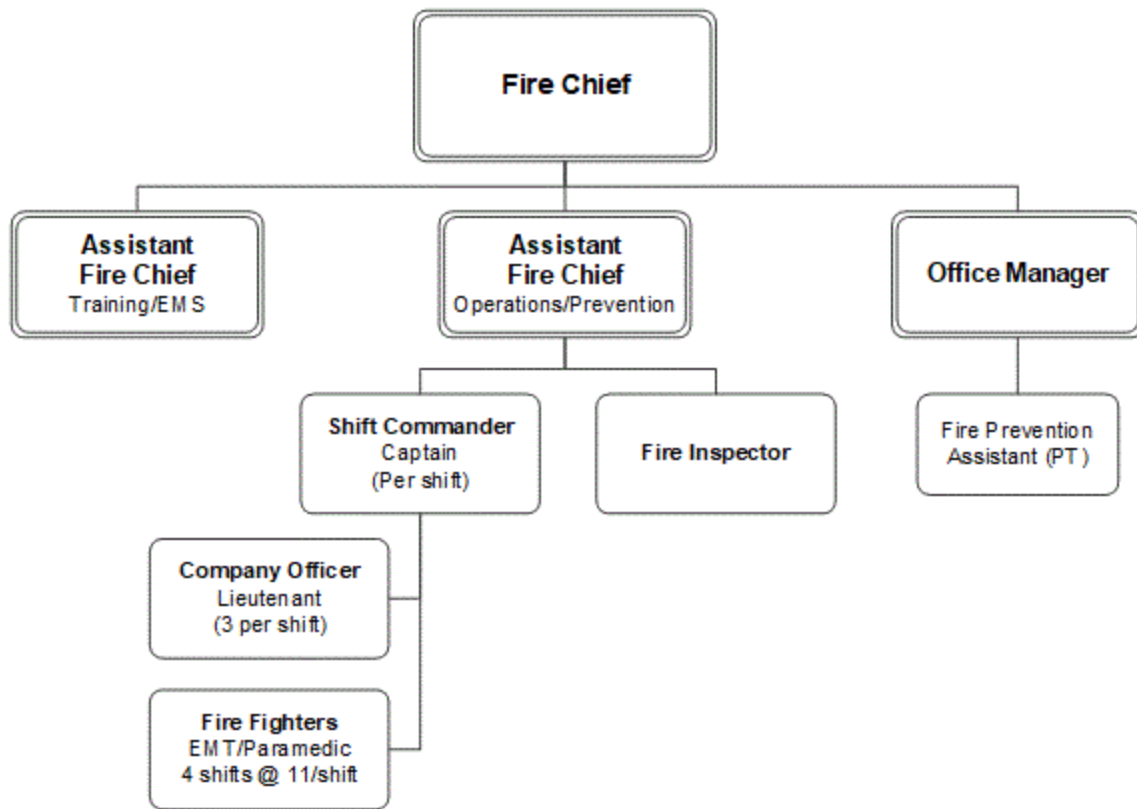 Fire Chief
Assistant
Fire Chief
Training/EMS
Assistant
Fire Chief
Operations/Prevention
Office Manager
Shift Commander
Captain
(Per shift)
Fire Inspector
Fire Prevention
Assistant (PT)
Company Officer
Lieutenant
(3 per shift)
Fire Fighters
EMT/Paramedic
4 shifts @ 11/shift